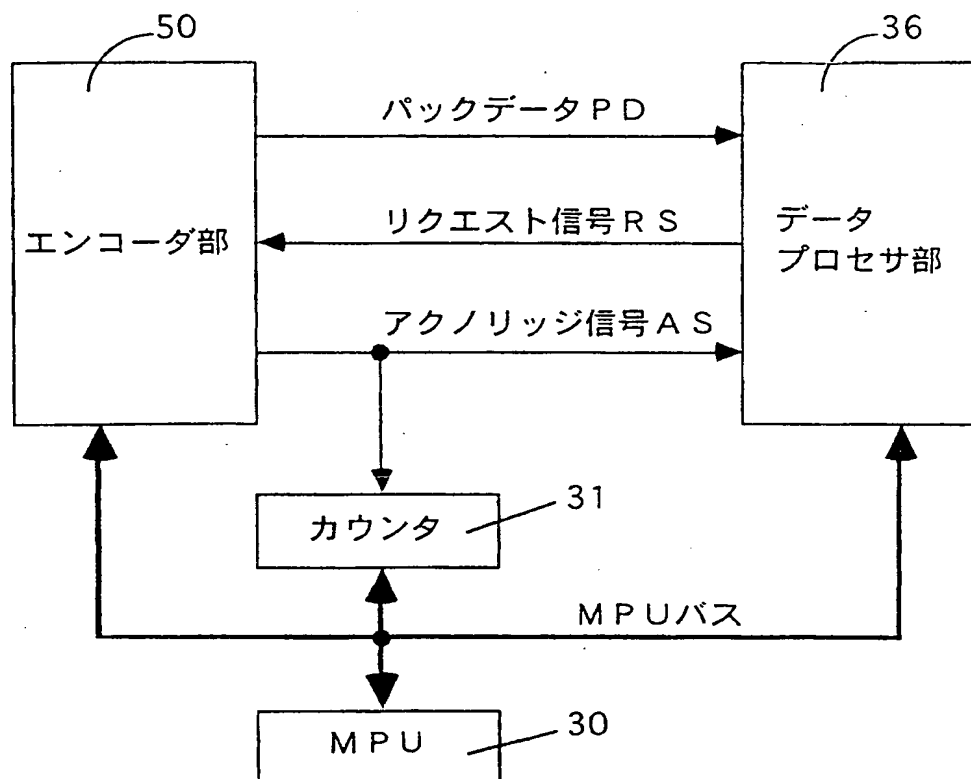 50
36
パックデータPD
リクエスト信号RS
エンコーダ部
データ
プロセサ部
アクノリッジ信号AS
31
カウンタ
MPUバス
MPU
30